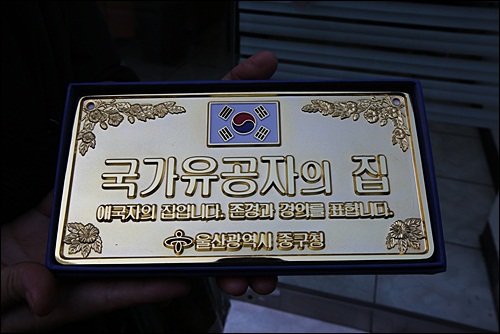 국가유공자의 집
애국자의 집입니다. 존경과 경의를 표합니다.
울산광역시 중구청